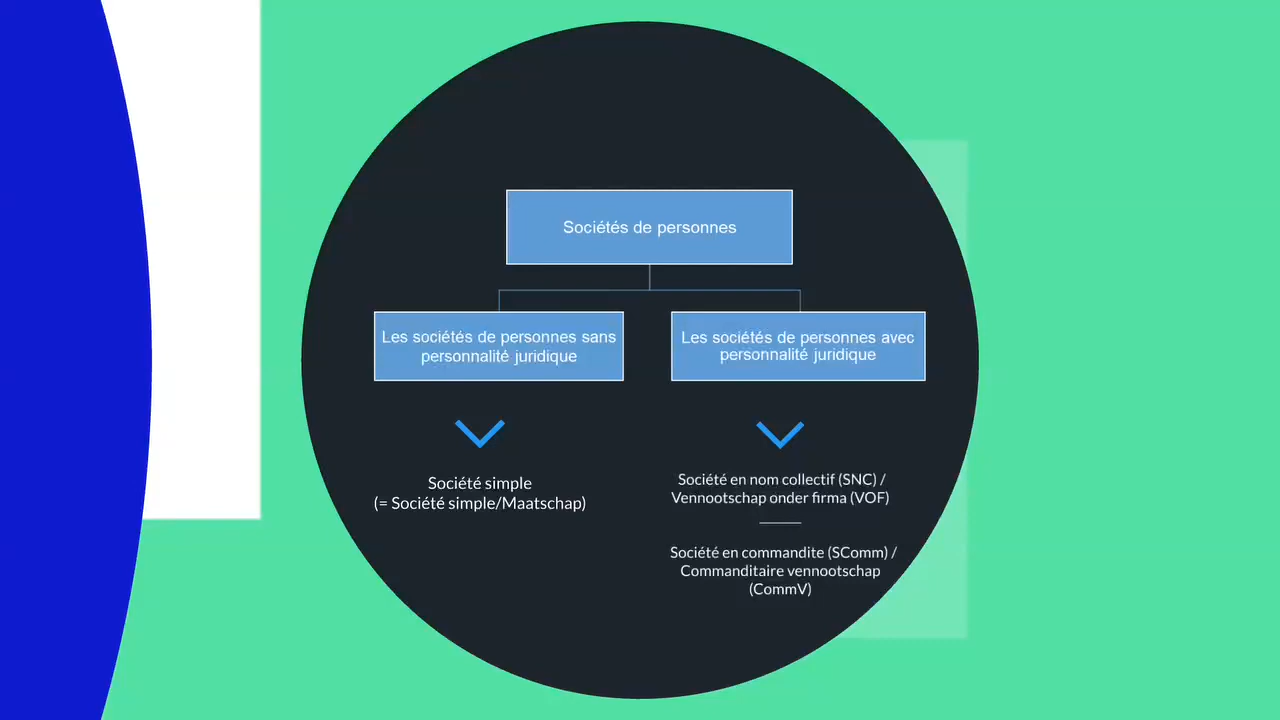 Sociétés de personnes
Les sociétés de personnes sans
personnalité juridique
Les sociétés de personnes avec
personnalité juridique
Société simple
(= Société simple/Maatschap)
Société en nom collectif (SNC) /
Vennootschap onder firma (VOF)
Société en commandite (SComm) /
Commanditaire vennootschap
(CommV)